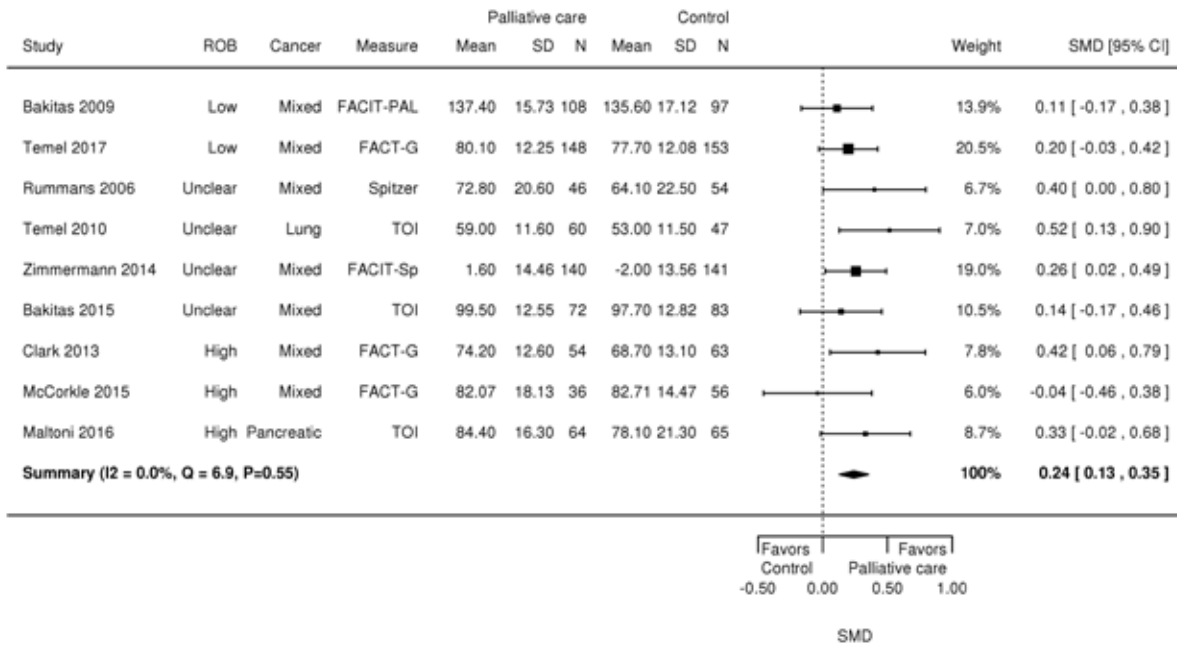 Palliative care Control
Study ROB Cancer Measure Mean SD N Mean SD N Weight SMD [95% CI]
Bakitas 2009 Low Mixed FACIT-PAL 137.40 15.73 108 135.60 17.12 97 13.9% 0.11 [ -0.17 , 0.38 ]
Temel 2017 Low Mixed FACT-G 80.10 12.25 148 77.70 12.08 153 20.5% 0.20 [ -0.03 , 0.42 ]
Rummans 2006 Unclear Mixed Spitzer 72.80 20.60 46 64.10 22.50 54 6.7% 0.40 [ 0.00 , 0.80 ]
Temel 2010 Unclear Lung TOI 59.00 11.60 60 53.00 11.50 47 7.0% 0.52 [ 0.13 , 0.90 ]
Zimmermann 2014 Unclear Mixed FACIT-Sp 1.60 14.46 140 -2.00 13.56 141 19.0% 0.26 [ 0.02 , 0.49 ]
Bakitas 2015 Unclear Mixed TOI 99.50 12.55 72 97.70 12.82 83 10.5% 0.14 [ -0.17 , 0.46 ]
Clark 2013 High Mixed FACT-G 74.20 12.60 54 68.70 13.10 63 7.8% 0.42 [ 0.06 , 0.79 ]
McCorkle 2015 High Mixed FACT-G 82.07 18.13 36 82.71 14.47 56 6.0% -0.04 [ -0.46 , 0.38 ]
Maltoni 2016 High Pancreatic TOI 84.40 16.30 64 78.10 21.30 65 8.7% 0.33 [ -0.02 , 0.68 ]
Summary (I2 = 0.0%, Q = 6.9, P=0.55) 100% 0.24 [ 0.13 , 0.35 ]
Favors Favors
Control Palliative care
-0.50 0.00 0.50 1.00
SMD